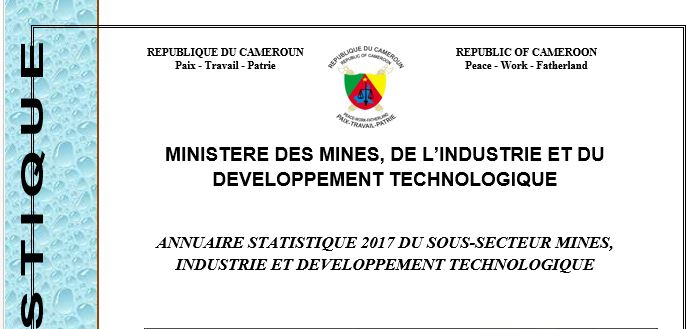 REPUBLIQUE DU CAMEROUN
Paix - Travail - Patrie
REPUBLIQUE DU CAMEROUN
REPUBLIC OF CAMEROON
PEACE-WORK-FATHERLAND
PAIX-TRAVAIL-PATRIE
REPUBLIC OF CAMEROON
Peace - Work - Fatherland
MINISTERE DES MINES, DE L’INDUSTRIE ET DU
DEVELOPPEMENT TECHNOLOGIQUE
ANNUAIRE STATISTIQUE 2017 DU SOUS-SECTEUR MINES,
INDUSTRIE ET DEVELOPPEMENT TECHNOLOGIQUE
STIQUE